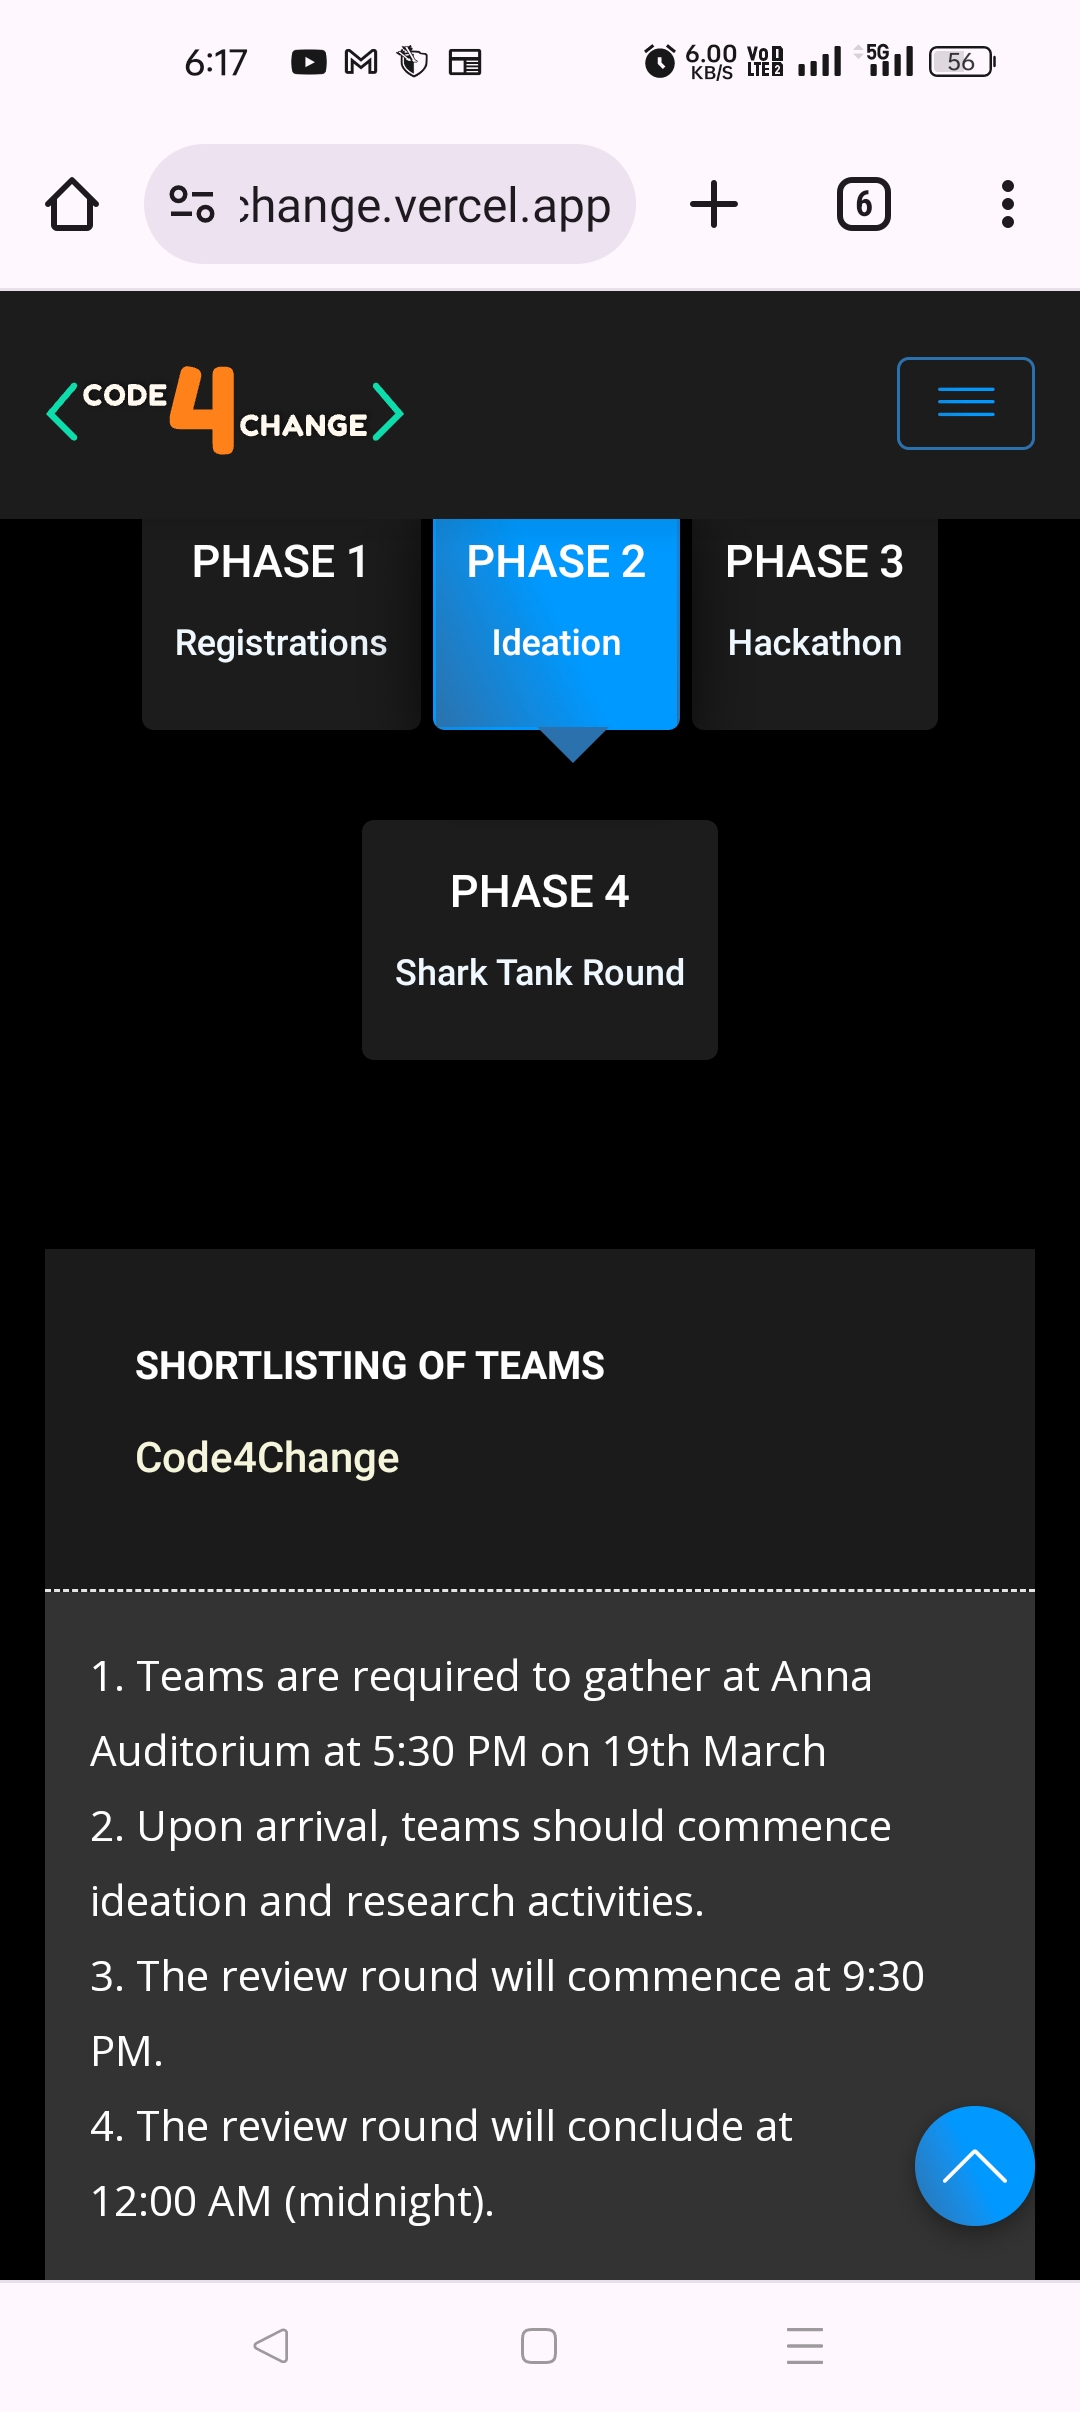 6:17
6.00
KB/S
Vo 1
LTE 2
5G
56
change.vercel.app
6
CODE
4
CHANGE
PHASE 1
PHASE 2
PHASE 3
Registrations
Ideation
Hackathon
PHASE 4
Shark Tank Round
SHORTLISTING OF TEAMS
Code4Change
1. Teams are required to gather at Anna
Auditorium at 5:30 PM on 19th March
2. Upon arrival, teams should commence
ideation and research activities.
3. The review round will commence at 9:30
PM.
4. The review round will conclude at
12:00 AM (midnight).